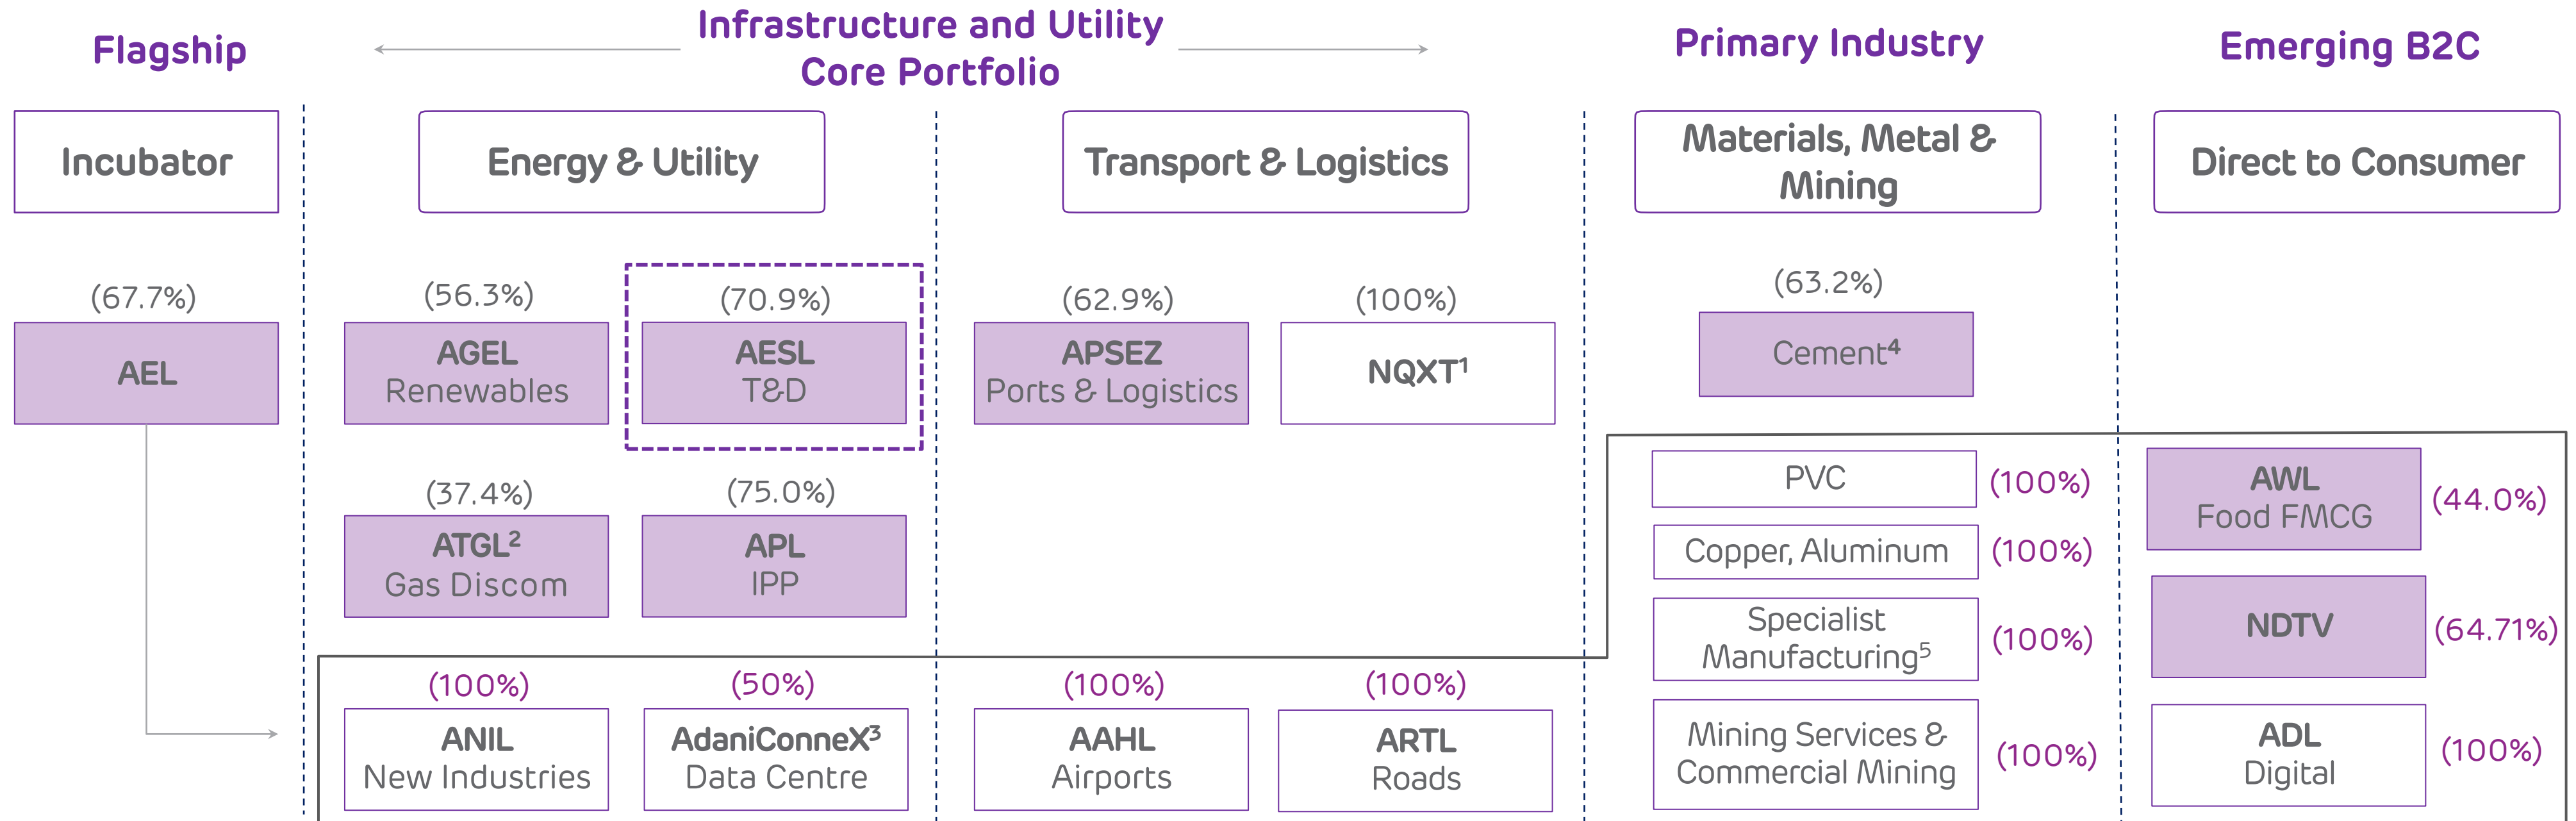 Flagship
Infrastructure and Utility
Core Portfolio
Primary Industry
Emerging B2C
Incubator
Energy & Utility
Transport & Logistics
Materials, Metal &
Mining
Direct to Consumer
(67.7%)
AEL
(56.3%)
AGEL
Renewables
(70.9%)
AESL
T&D
(37.4%)
ATGL²
Gas Discom
(75.0%)
APL
IPP
(62.9%)
APSEZ
Ports & Logistics
(100%)
NQXT¹
(63.2%)
Cement⁴
PVC
(100%)
Copper, Aluminum
(100%)
Specialist
Manufacturing⁵
(100%)
Mining Services &
Commercial Mining
(100%)
AWL
Food FMCG
(44.0%)
NDTV
(64.71%)
ADL
Digital
(100%)
(100%)
ANIL
New Industries
(50%)
AdaniConneX³
Data Centre
(100%)
AAHL
Airports
(100%)
ARTL
Roads